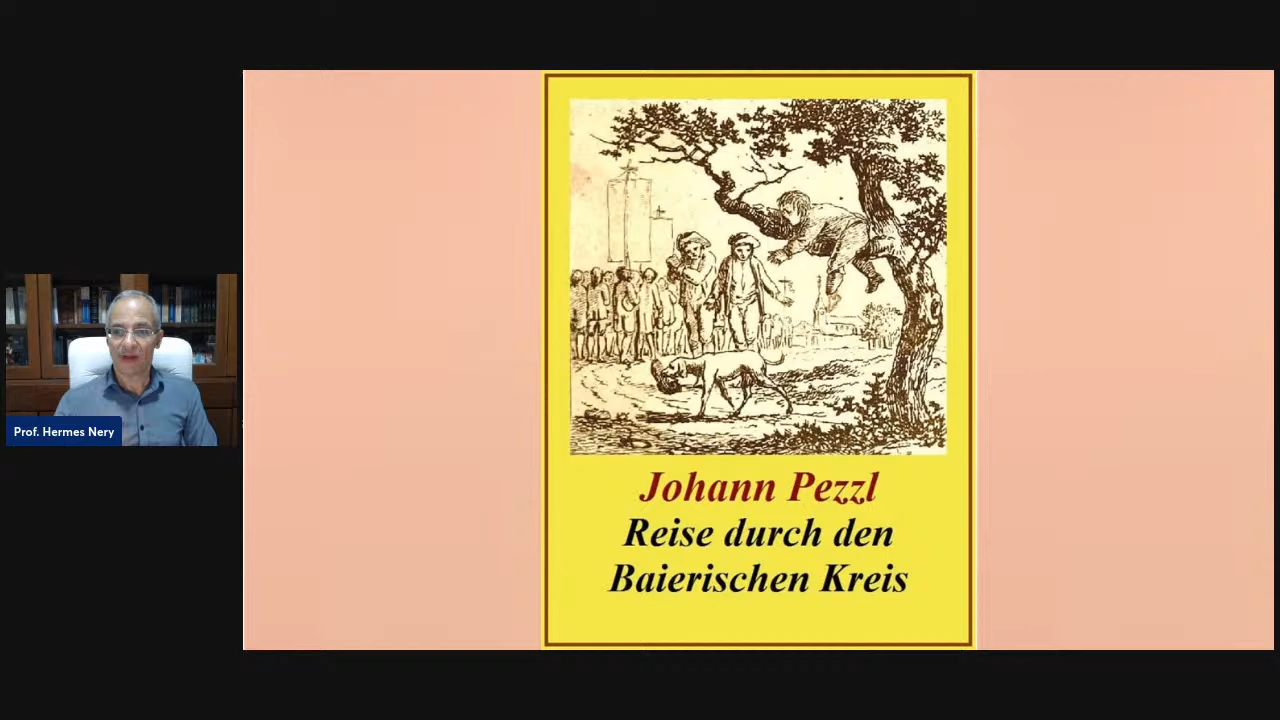 Prof. Hermes Nery
Johann Pezzl
Reise durch den
Baierischen Kreis